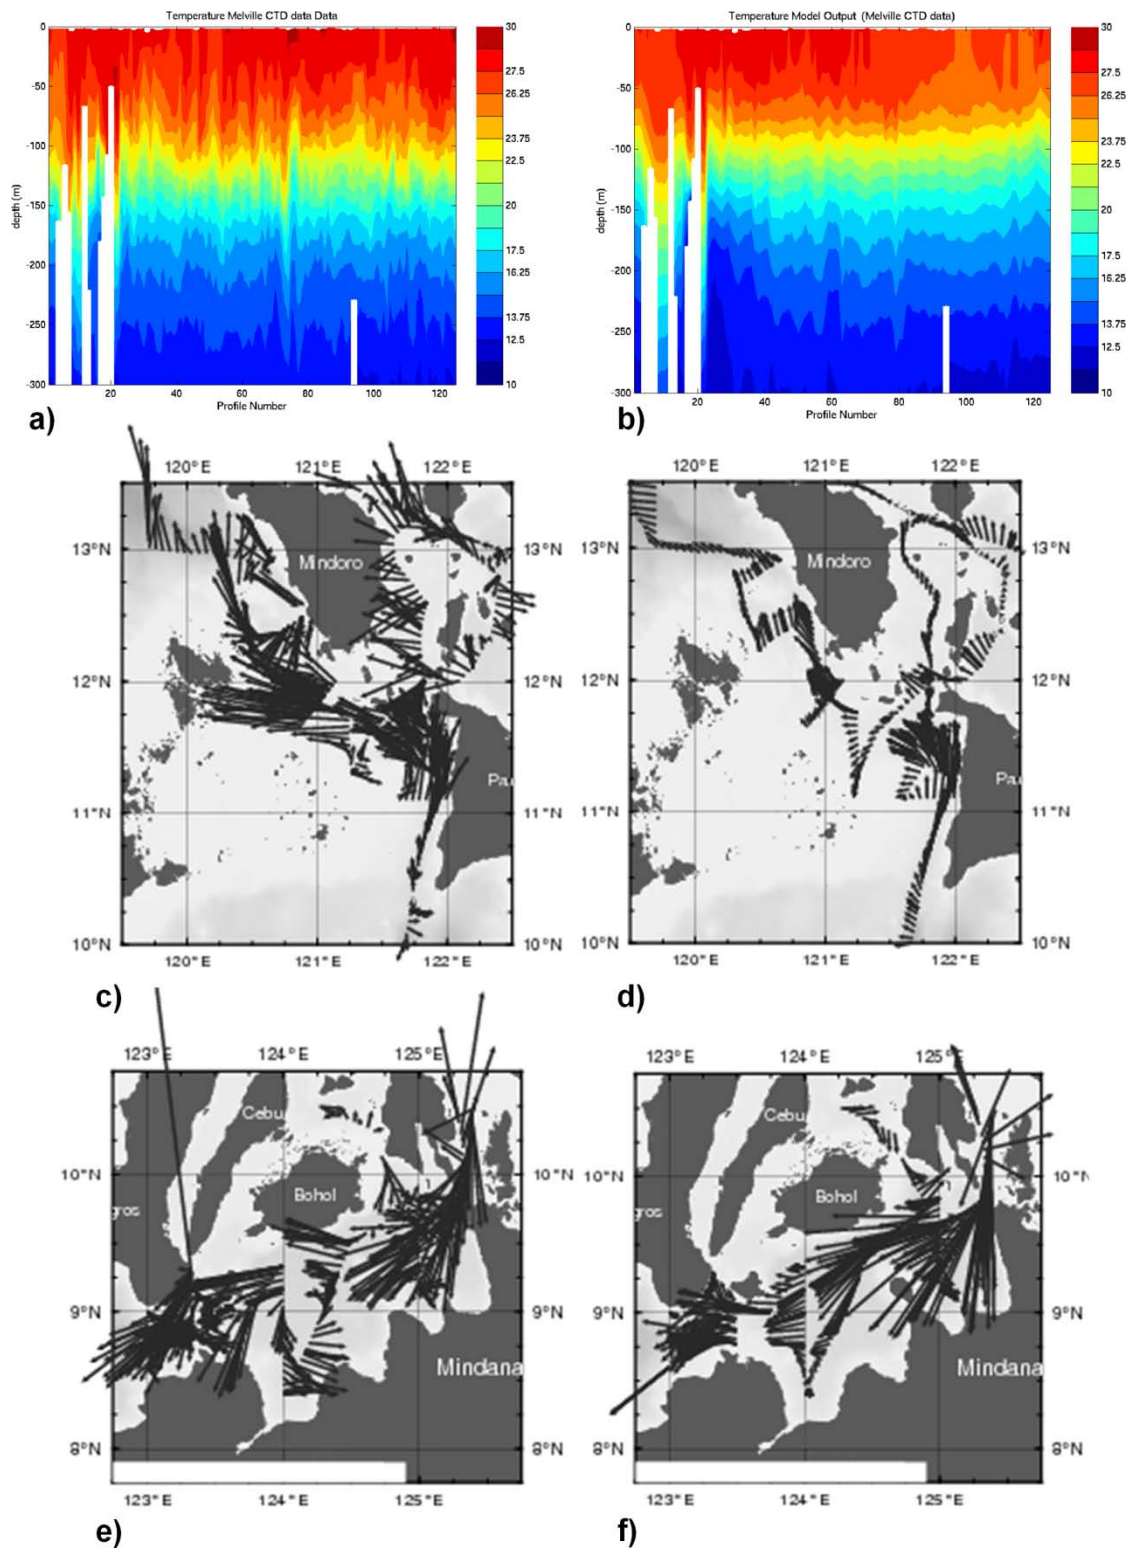 Temperature Melville CTD data Data
0
-50
-100
-150
-200
-250
-300
depth (m)
20 40 60 80 100 120
Profile Number
30
27.5
26.25
23.75
22.5
20
17.5
16.25
13.75
12.5
10
a)
Temperature Model Output (Melville CTD data)
0
-50
-100
-150
-200
-250
-300
depth (m)
20 40 60 80 100 120
Profile Number
30
27.5
26.25
23.75
22.5
20
17.5
16.25
13.75
12.5
10
b)
120°E 121°E 122°E
13°N 13°N
Mindoro
12°N 12°N
11°N 11°N
Pa
10°N 10°N
120°E 121°E 122°E
c)
120°E 121°E 122°E
13°N
Mindoro
12°N
11°N
Pa
10°N
120°E 121°E 122°E
d)
123°E 124°E 125°E
Cebu
10°N 10°N
Bohol
gros
9°N 9°N
Mindana
8°N 8°N
123°E 124°E 125°E
e)
123°E 124°E 125°E
Cebu
10°N
Bohol
gros
9°N
Mindana
8°N
123°E 124°E 125°E
f)